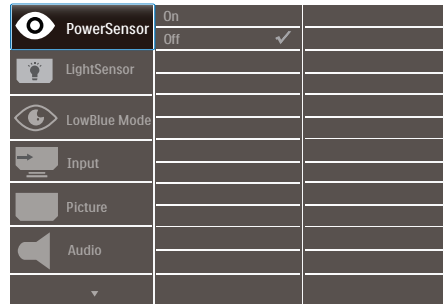 PowerSensor
On
Off
LightSensor
LowBlue Mode
Input
Picture
Audio